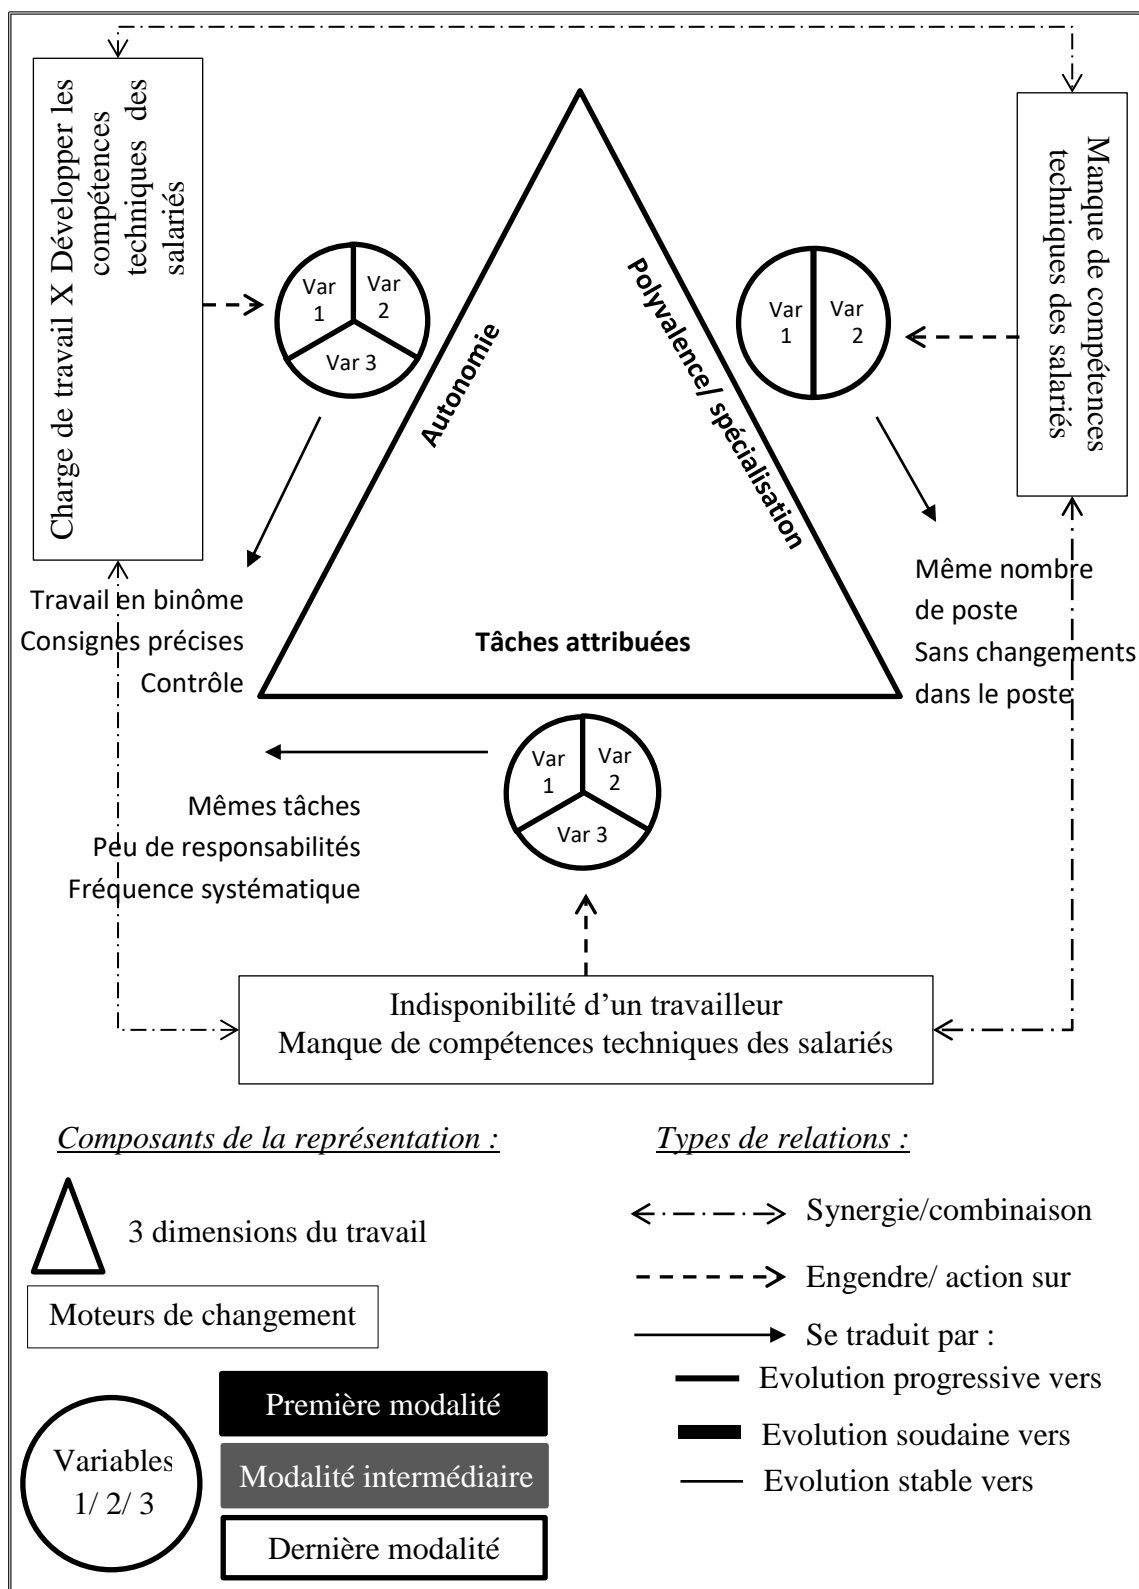 Charge de travail X Développer les
compétences
techniques des
salariés
Manque de compétences
techniques des salariés
Var
1
Var
2
Var 3
Autonomie
Polyvalence/ spécialisation
Var
1
Var
2
Travail en binôme
Consignes précises
Contrôle
Tâches attribuées
Même nombre
de poste
Sans changements
dans le poste
Var
1
Var
2
Var 3
Mêmes tâches
Peu de responsabilités
Fréquence systématique
Indisponibilité d’un travailleur
Manque de compétences techniques des salariés
Composants de la représentation :
3 dimensions du travail
Moteurs de changement
Variables
1/ 2/ 3
Première modalité
Modalité intermédiaire
Dernière modalité
Types de relations :
Synergie/combinaison
Engendre/ action sur
Se traduit par :
Evolution progressive vers
Evolution soudaine vers
Evolution stable vers